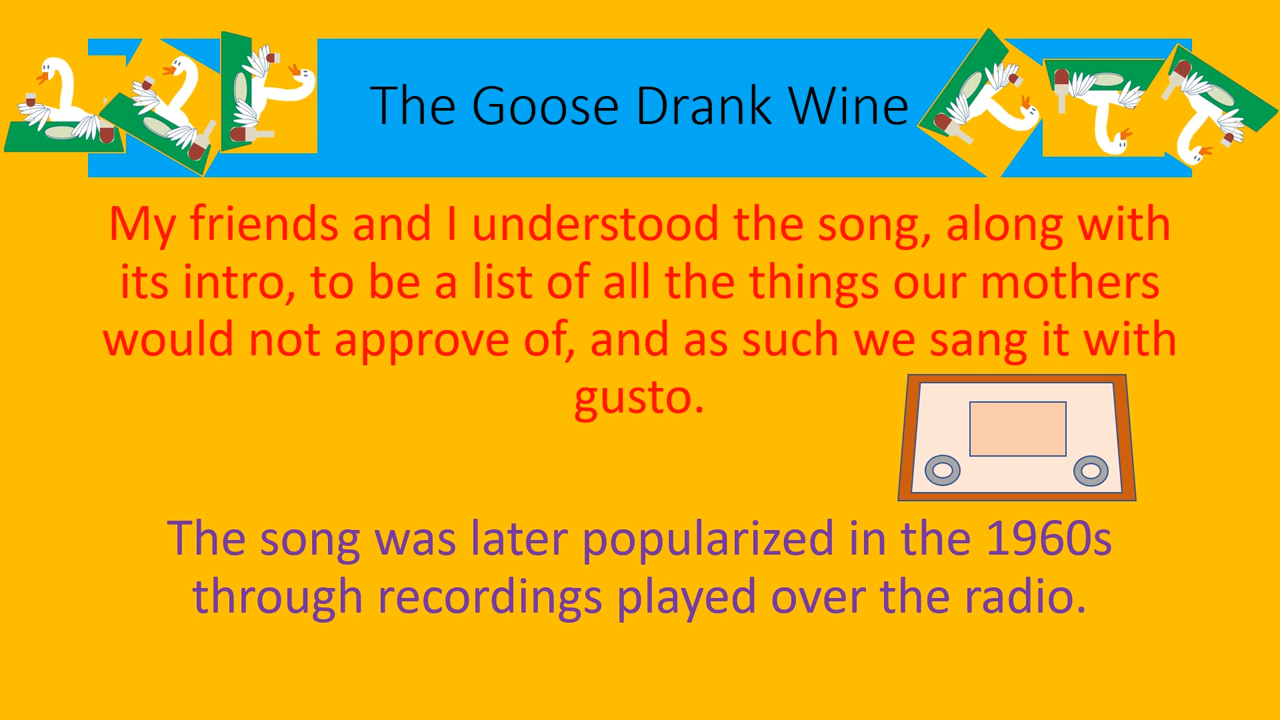 The Goose Drank Wine
My friends and I understood the song, along with
its intro, to be a list of all the things our mothers
would not approve of, and as such we sang it with
gusto.
The song was later popularized in the 1960s
through recordings played over the radio.